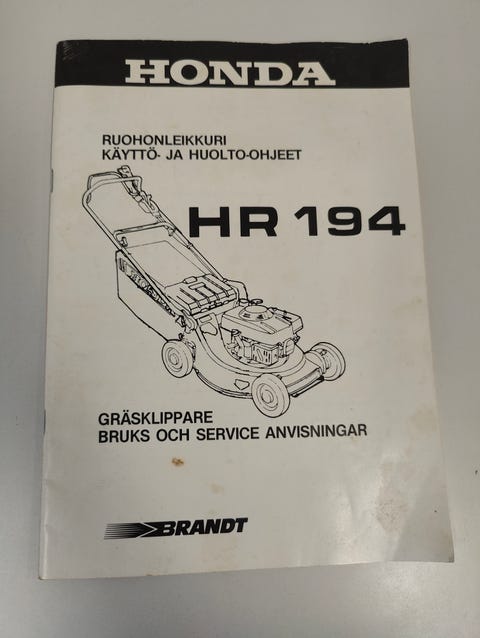 HONDA
RUOHONLEIKKURI
KÄYTTÖ- JA HUOLTO-OHJEET
HR 194
GRÄSKLIPPARE
BRUKS OCH SERVICE ANVISNINGAR
BRANDT